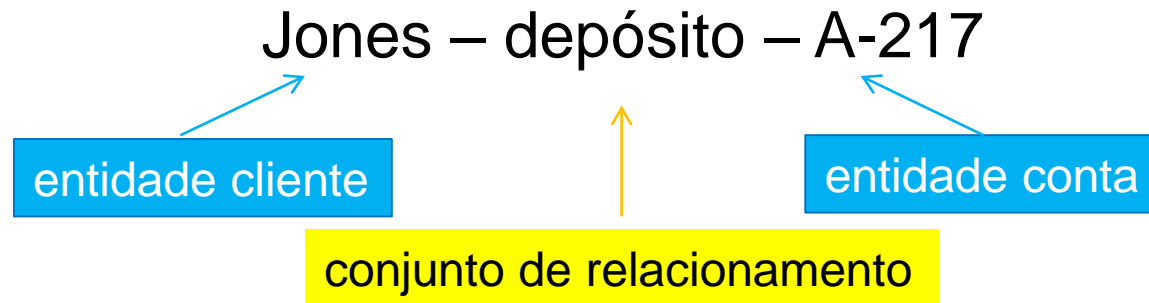 Jones – depósito – A-217
entidade cliente
entidade conta
conjunto de relacionamento